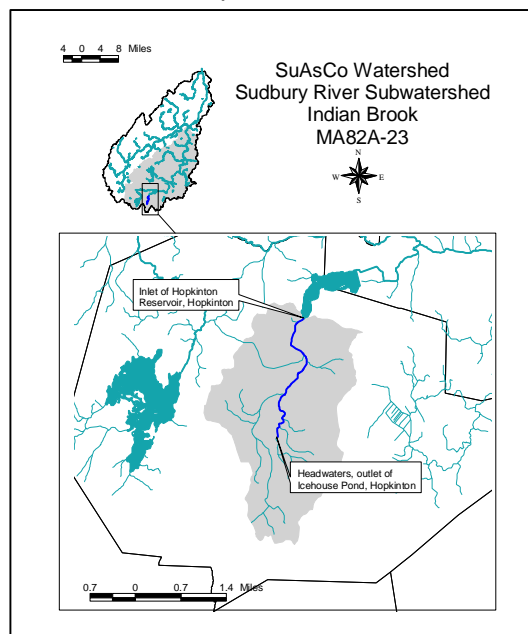 4 0 4 8 Miles
SuAsCo Watershed
Sudbury River Subwatershed
Indian Brook
MA82A-23
N
W E
S
Inlet of Hopkinton
Reservoir, Hopkinton
Headwaters, outlet of
Icehouse Pond, Hopkinton
0.7 0 0.7 1.4 Miles